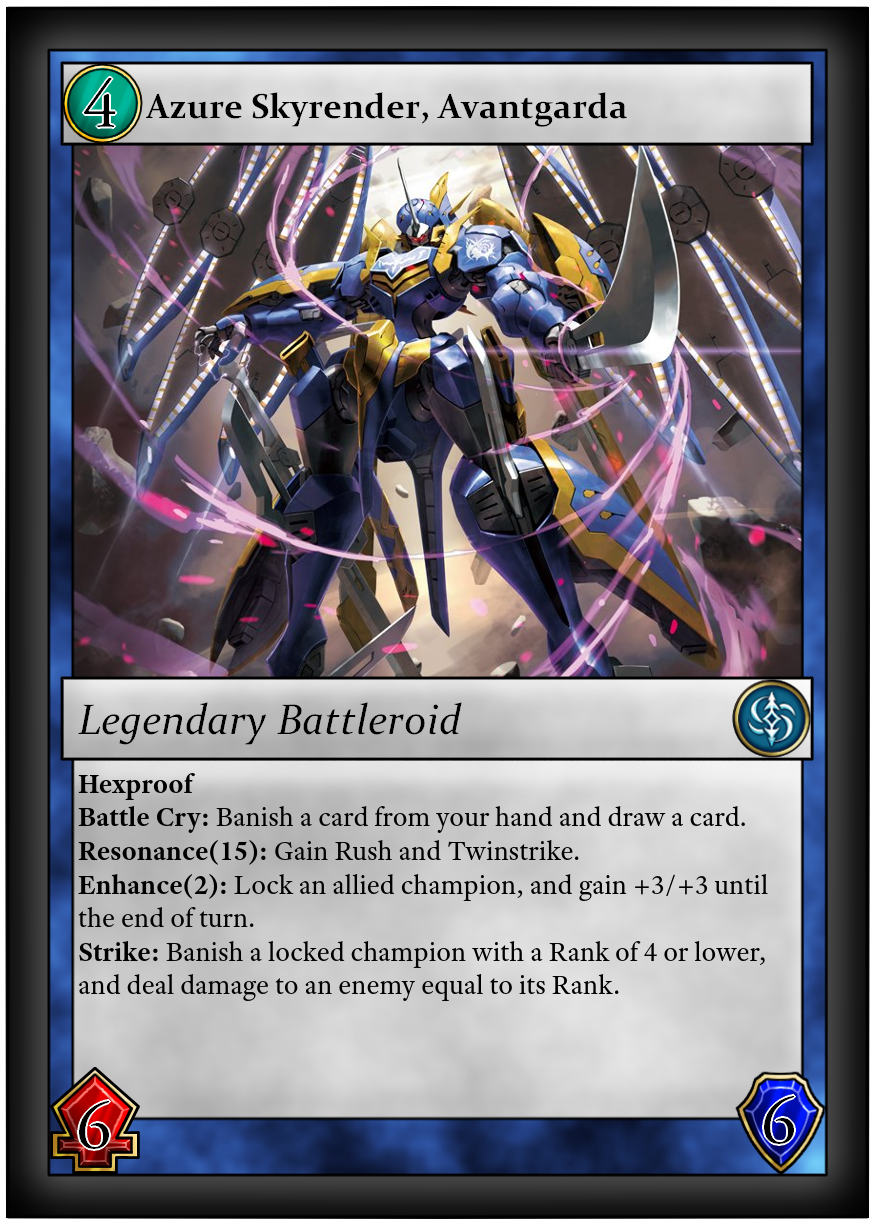 4
Azure Skyrender, Avantgarda
Legendary Battleroid
Hexproof
Battle Cry: Banish a card from your hand and draw a card.
Resonance(15): Gain Rush and Twinstrike.
Enhance(2): Lock an allied champion, and gain +3/+3 until
the end of turn.
Strike: Banish a locked champion with a Rank of 4 or lower,
and deal damage to an enemy equal to its Rank.
6
6